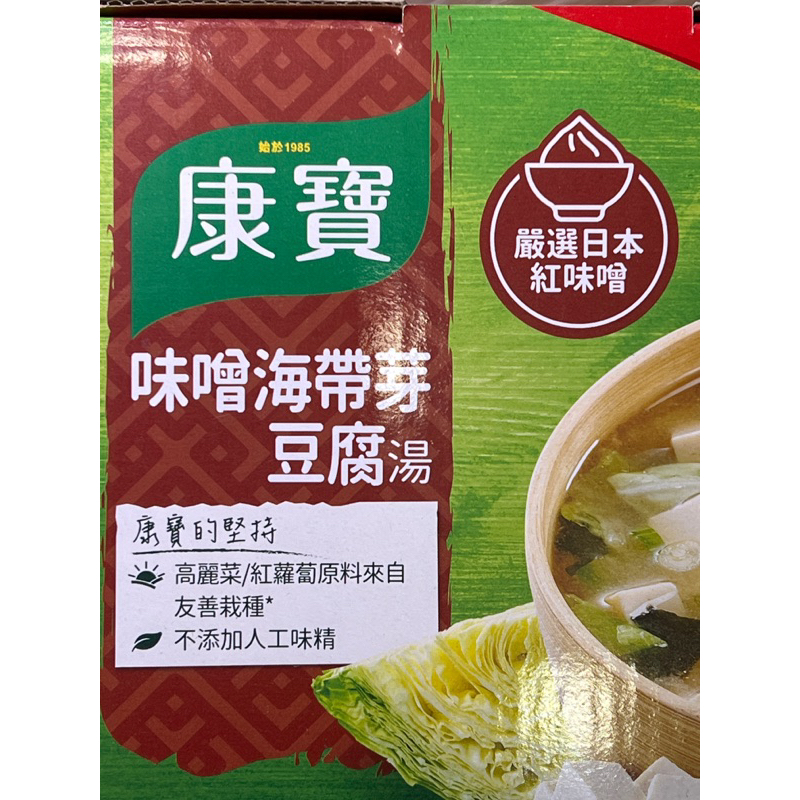 始於1985
康寶
嚴選日本
紅味噌
味噌海帶芽
豆腐湯
康寶的堅持
高麗菜/紅蘿蔔原料來自
友善栽種*
不添加人工味精